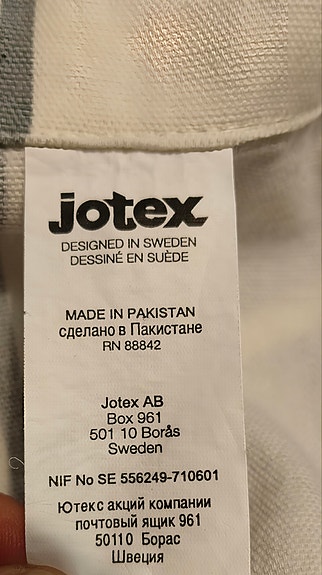 jotex
DESIGNED IN SWEDEN
DESSINÉ EN SUÈDE
MADE IN PAKISTAN
сделано в Пакистане
RN 88842
Jotex AB
Box 961
501 10 Borås
Sweden
NIF No SE 556249-710601
Ютекс акций компании
почтовый ящик 961
50110 Борас
Швеция